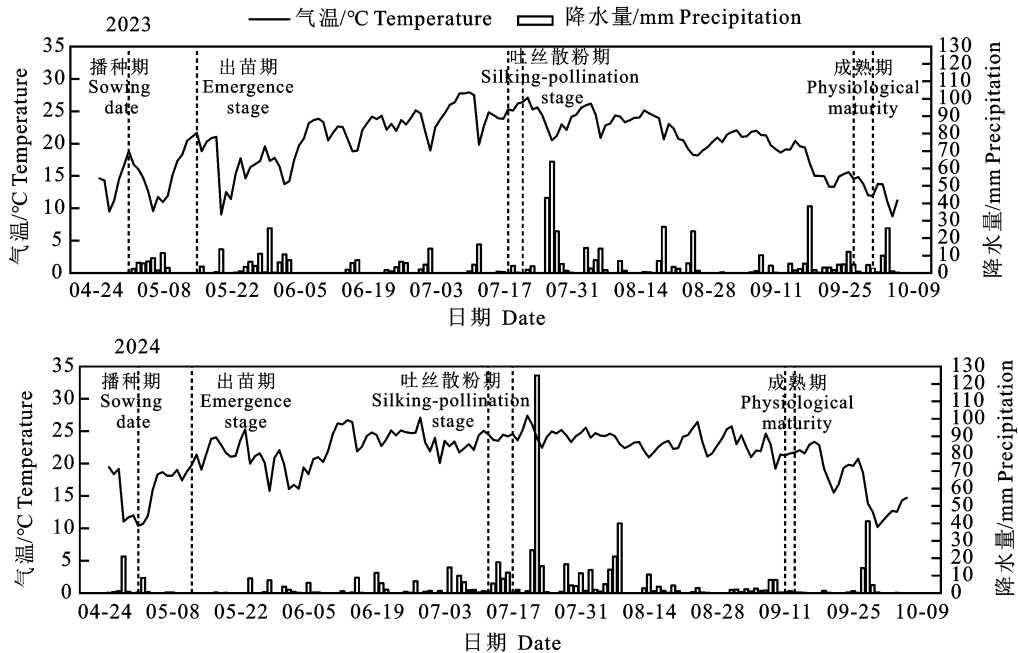 2023
气温/℃ Temperature 降水量/mm Precipitation
35
30
25
20
15
10
5
0
气温/℃ Temperature
播种期
Sowing
date
出苗期
Emergence
stage
吐丝散粉期
Silking-pollination
stage
成熟期
Physiological
maturity
130
120
110
100
90
80
70
60
50
40
30
20
10
0
降水量/mm Precipitation
04-24 05-08 05-22 06-05 06-19 07-03 07-17 07-31 08-14 08-28 09-11 09-25 10-09
日期 Date
2024
35
30
25
20
15
10
5
0
气温/℃ Temperature
播种期
Sowing
date
出苗期
Emergence
stage
吐丝散粉期
Silking-pollination
stage
成熟期
Physiological
maturity
130
120
110
100
90
80
70
60
50
40
30
20
10
0
降水量/mm Precipitation
04-24 05-08 05-22 06-05 06-19 07-03 07-17 07-31 08-14 08-28 09-11 09-25 10-09
日期 Date